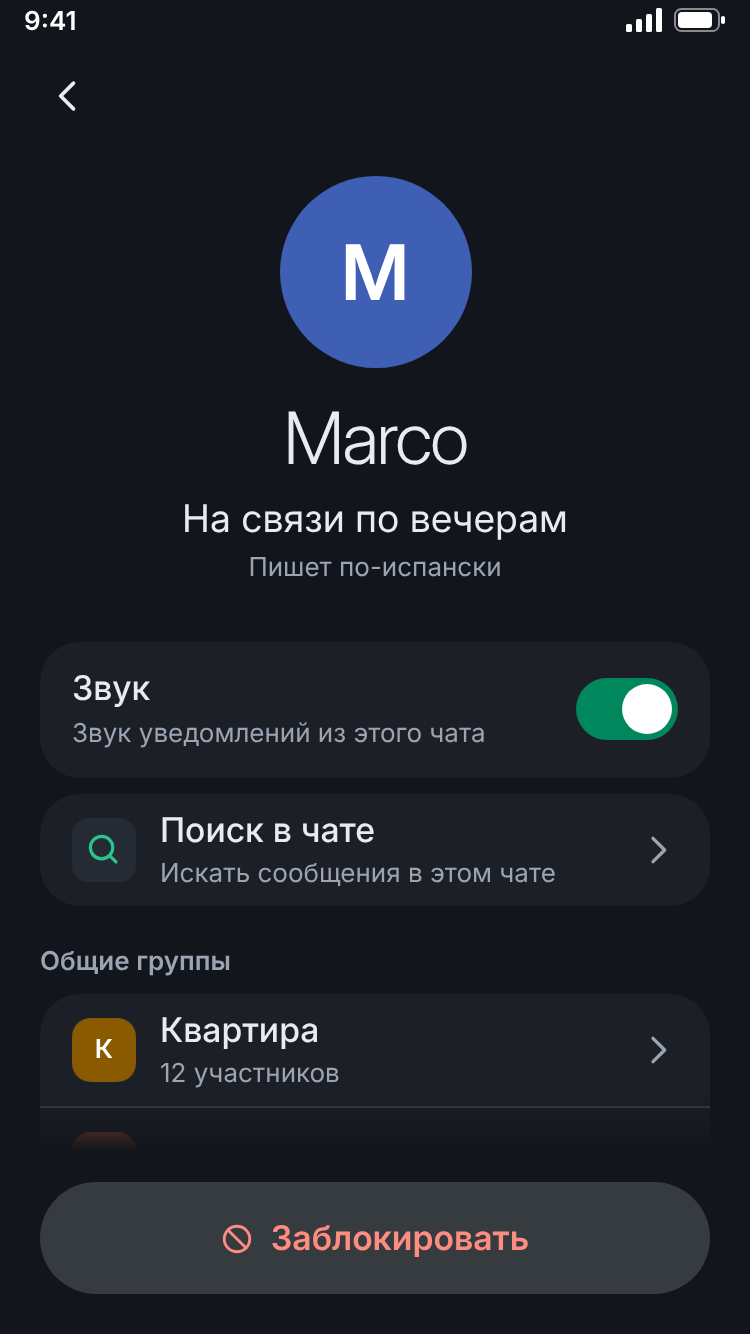 9:41
M
Marco
На связи по вечерам
Пишет по-испански
Звук
Звук уведомлений из этого чата
Поиск в чате
Искать сообщения в этом чате
Общие группы
К
Квартира
12 участников
Заблокировать